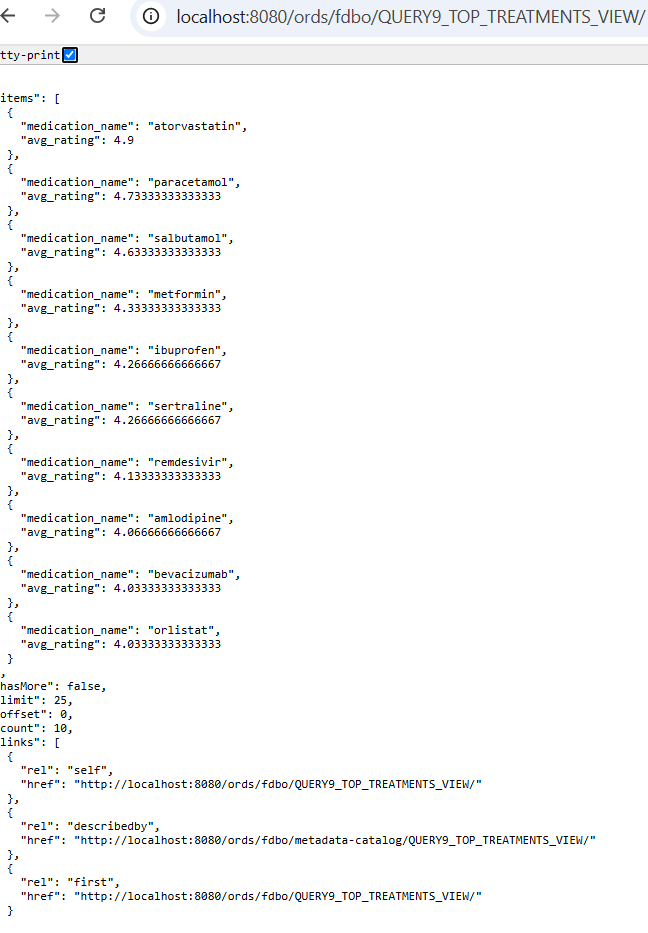 localhost:8080/ords/fdbo/QUERY9_TOP_TREATMENTS_VIEW/
tty-print
items": [
{
"medication_name": "atorvastatin",
"avg_rating": 4.9
},
{
"medication_name": "paracetamol",
"avg_rating": 4.73333333333333
},
{
"medication_name": "salbutamol",
"avg_rating": 4.63333333333333
},
{
"medication_name": "metformin",
"avg_rating": 4.33333333333333
},
{
"medication_name": "ibuprofen",
"avg_rating": 4.26666666666667
},
{
"medication_name": "sertraline",
"avg_rating": 4.26666666666667
},
{
"medication_name": "remdesivir",
"avg_rating": 4.13333333333333
},
{
"medication_name": "amlodipine",
"avg_rating": 4.06666666666667
},
{
"medication_name": "bevacizumab",
"avg_rating": 4.03333333333333
},
{
"medication_name": "orlistat",
"avg_rating": 4.03333333333333
}
,
hasMore": false,
limit": 25,
offset": 0,
count": 10,
links": [
{
"rel": "self",
"href": "http://localhost:8080/ords/fdbo/QUERY9_TOP_TREATMENTS_VIEW/"
},
{
"rel": "describedby",
"href": "http://localhost:8080/ords/fdbo/metadata-catalog/QUERY9_TOP_TREATMENTS_VIEW/"
},
{
"rel": "first",
"href": "http://localhost:8080/ords/fdbo/QUERY9_TOP_TREATMENTS_VIEW/"
}